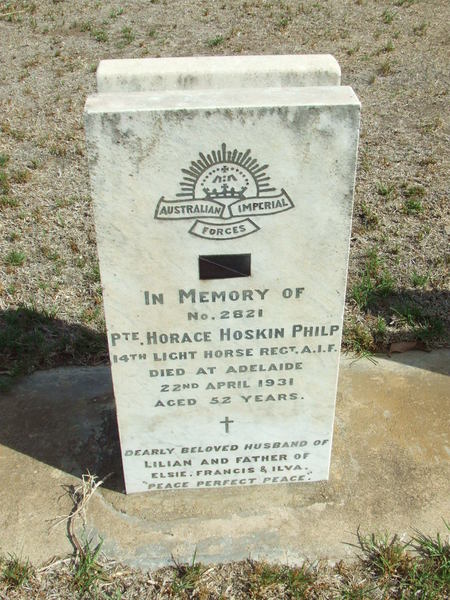 AUSTRALIAN IMPERIAL
FORCES
IN MEMORY OF
No. 2821
PTE. HORACE HOSKIN PHILP
14TH LIGHT HORSE REGT. A.I.F.
DIED AT ADELAIDE
22ND APRIL 1931
AGED 52 YEARS.
DEARLY BELOVED HUSBAND OF
LILIAN AND FATHER OF
ELSIE, FRANCIS & ILVA.
"PEACE PERFECT PEACE."